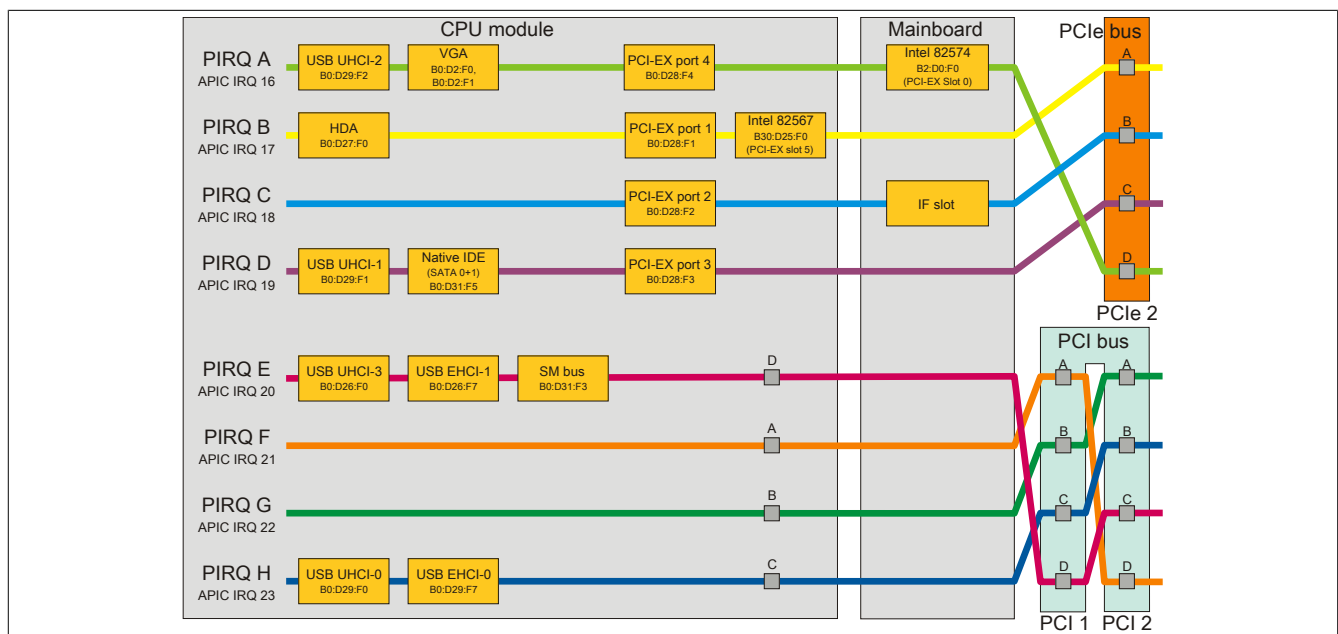 CPU module
Mainboard
PCIe bus
PIRQ A
APIC IRQ 16
USB UHCI-2
B0:D29:F2
VGA
B0:D2:F0,
B0:D2:F1
PCI-EX port 4
B0:D28:F4
Intel 82574
B2:D0:F0
(PCI-EX Slot 0)
A
PIRQ B
APIC IRQ 17
HDA
B0:D27:F0
PCI-EX port 1
B0:D28:F1
Intel 82567
B30:D25:F0
(PCI-EX slot 5)
B
PIRQ C
APIC IRQ 18
PCI-EX port 2
B0:D28:F2
IF slot
C
PIRQ D
APIC IRQ 19
USB UHCI-1
B0:D29:F1
Native IDE
(SATA 0+1)
B0:D31:F5
PCI-EX port 3
B0:D28:F3
D
PCIe 2
PCI bus
PIRQ E
APIC IRQ 20
USB UHCI-3
B0:D26:F0
USB EHCI-1
B0:D26:F7
SM bus
B0:D31:F3
D
A
A
PIRQ F
APIC IRQ 21
A
B
B
PIRQ G
APIC IRQ 22
B
C
C
PIRQ H
APIC IRQ 23
USB UHCI-0
B0:D29:F0
USB EHCI-0
B0:D29:F7
C
D
D
PCI 1
PCI 2